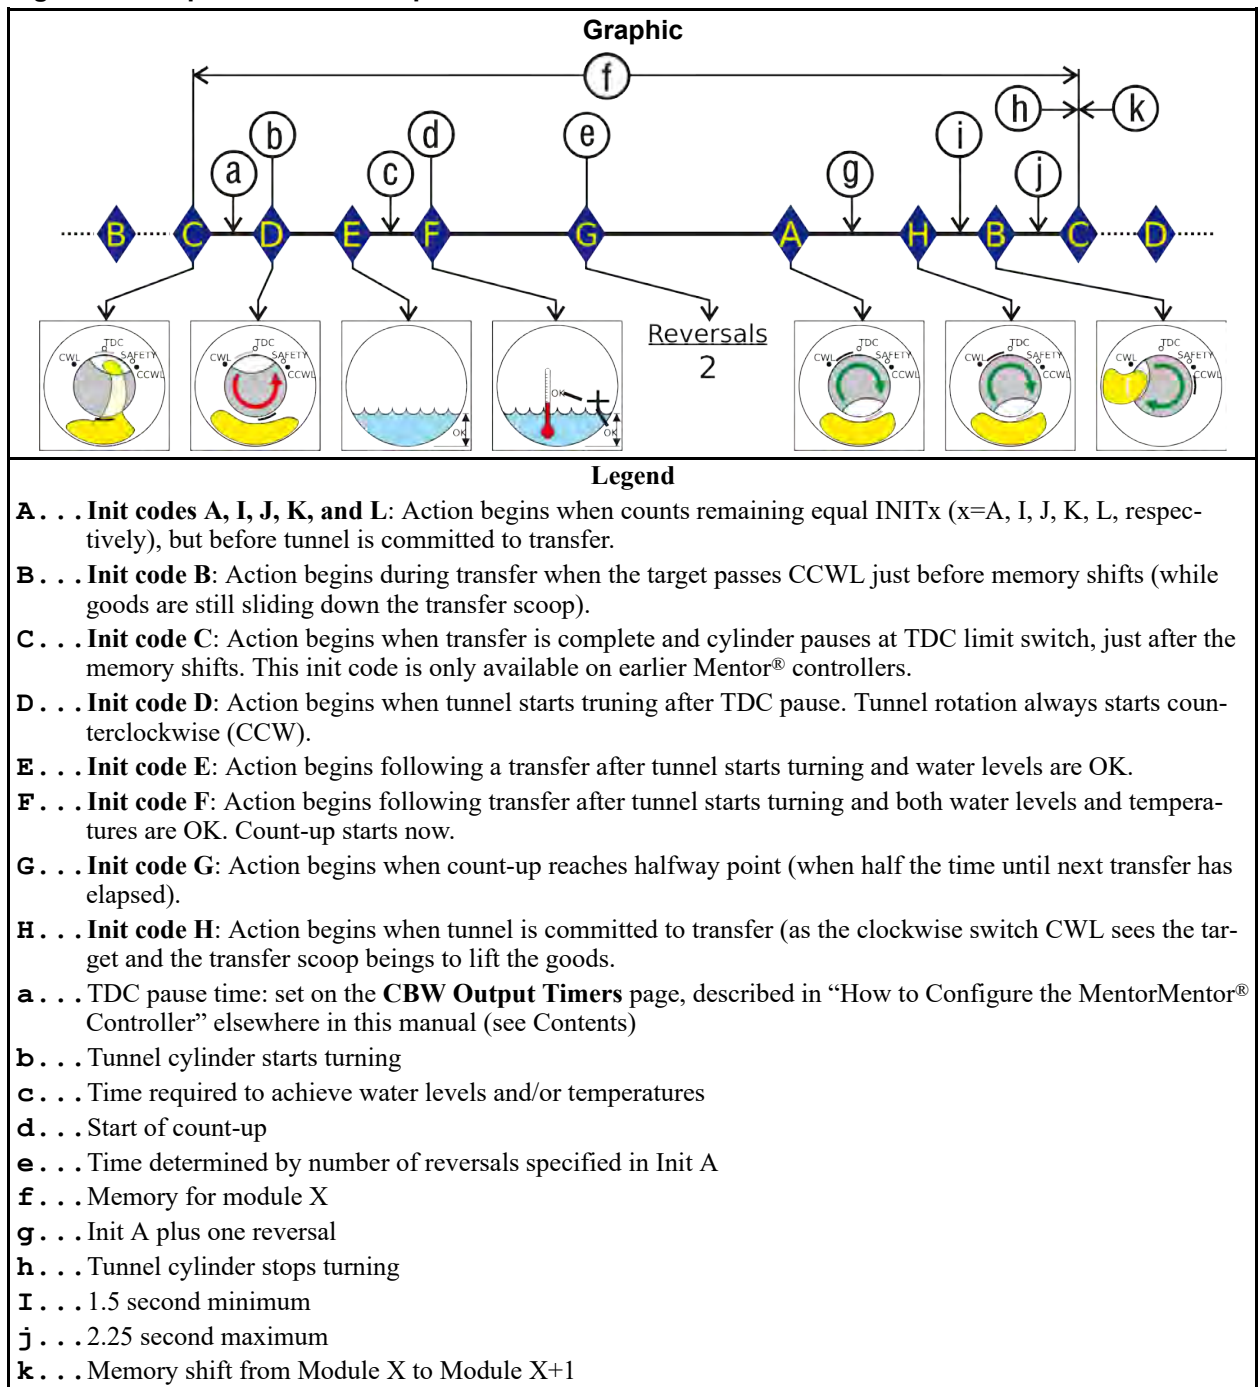 Graphic
f
h k
b d e i
a c g j
B C D E F G A H B C D
TDC CWL SAFETY CCWL
TDC CWL SAFETY CCWL
OK
OK OK
Reversals
2
TDC CWL SAFETY CCWL
TDC CWL SAFETY CCWL
TDC CWL SAFETY CCWL
Legend
A . . . Init codes A, I, J, K, and L: Action begins when counts remaining equal INITx (x=A, I, J, K, L, respec-
tively), but before tunnel is committed to transfer.
B . . . Init code B: Action begins during transfer when the target passes CCWL just before memory shifts (while
goods are still sliding down the transfer scoop).
C . . . Init code C: Action begins when transfer is complete and cylinder pauses at TDC limit switch, just after the
memory shifts. This init code is only available on earlier Mentor® controllers.
D . . . Init code D: Action begins when tunnel starts truning after TDC pause. Tunnel rotation always starts coun-
terclockwise (CCW).
E . . . Init code E: Action begins following a transfer after tunnel starts turning and water levels are OK.
F . . . Init code F: Action begins following transfer after tunnel starts turning and both water levels and tempera-
tures are OK. Count-up starts now.
G . . . Init code G: Action begins when count-up reaches halfway point (when half the time until next transfer has
elapsed).
H . . . Init code H: Action begins when tunnel is committed to transfer (as the clockwise switch CWL sees the tar-
get and the transfer scoop beings to lift the goods.
a . . . TDC pause time: set on the CBW Output Timers page, described in “How to Configure the MentorMentor®
Controller” elsewhere in this manual (see Contents)
b . . . Tunnel cylinder starts turning
c . . . Time required to achieve water levels and/or temperatures
d . . . Start of count-up
e . . . Time determined by number of reversals specified in Init A
f . . . Memory for module X
g . . . Init A plus one reversal
h . . . Tunnel cylinder stops turning
I . . . 1.5 second minimum
j . . . 2.25 second maximum
k . . . Memory shift from Module X to Module X+1